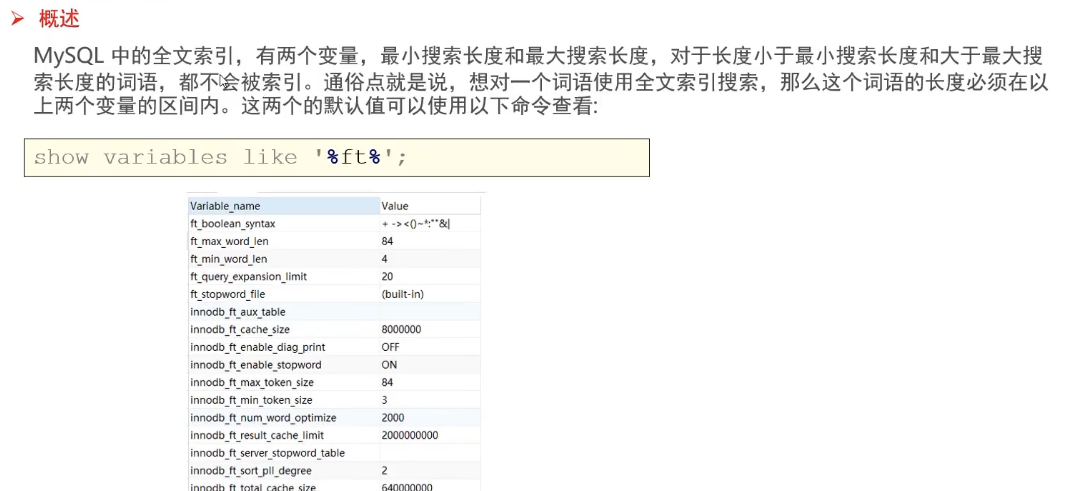 概述
MySQL 中的全文索引，有两个变量，最小搜索长度和最大搜索长度，对于长度小于最小搜索长度和大于最大搜
索长度的词语，都不会被索引。通俗点就是说，想对一个词语使用全文索引搜索，那么这个词语的长度必须在以
上两个变量的区间内。这两个的默认值可以使用以下命令查看:
show variables like '%ft%';
Variable_name Value
ft_boolean_syntax + -><()~*:""&|
ft_max_word_len 84
ft_min_word_len 4
ft_query_expansion_limit 20
ft_stopword_file (built-in)
innodb_ft_aux_table
innodb_ft_cache_size 8000000
innodb_ft_enable_diag_print OFF
innodb_ft_enable_stopword ON
innodb_ft_max_token_size 84
innodb_ft_min_token_size 3
innodb_ft_num_word_optimize 2000
innodb_ft_result_cache_limit 2000000000
innodb_ft_server_stopword_table
innodb_ft_sort_pll_degree 2
innodb_ft_total_cache_size 640000000